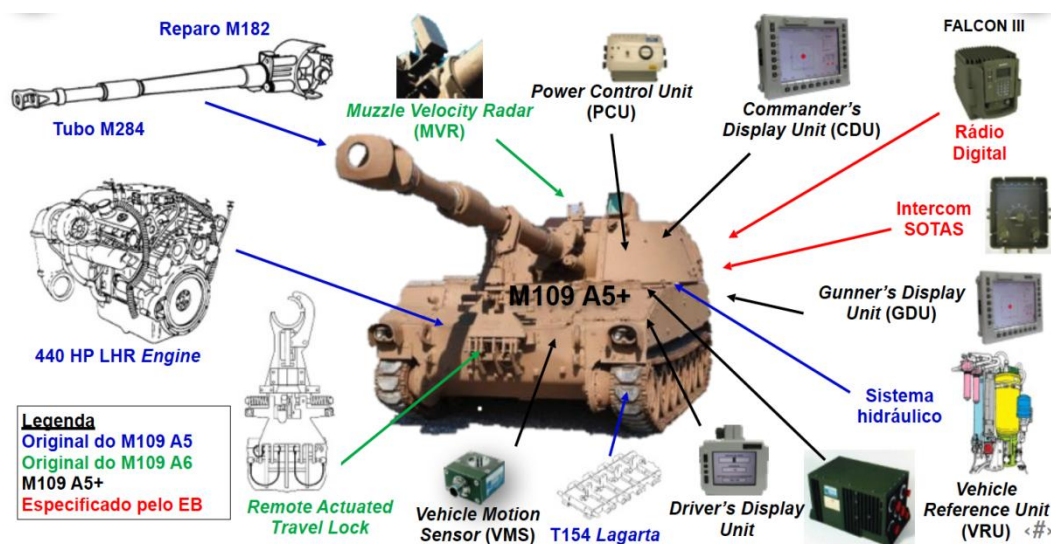 Reparo M182
Tubo M284
Muzzle Velocity Radar
(MVR)
Power Control Unit
(PCU)
Commander's
Display Unit (CDU)
FALCON III
Rádio
Digital
Intercom
SOTAS
M109 A5+
Gunner's Display
Unit (GDU)
440 HP LHR Engine
Sistema
hidráulico
Legenda
Original do M109 A5
Original do M109 A6
M109 A5+
Especificado pelo EB
Remote Actuated
Travel Lock
Vehicle Motion
Sensor (VMS)
T154 Lagarta
Driver's Display
Unit
Vehicle
Reference Unit
(VRU)
‹#›